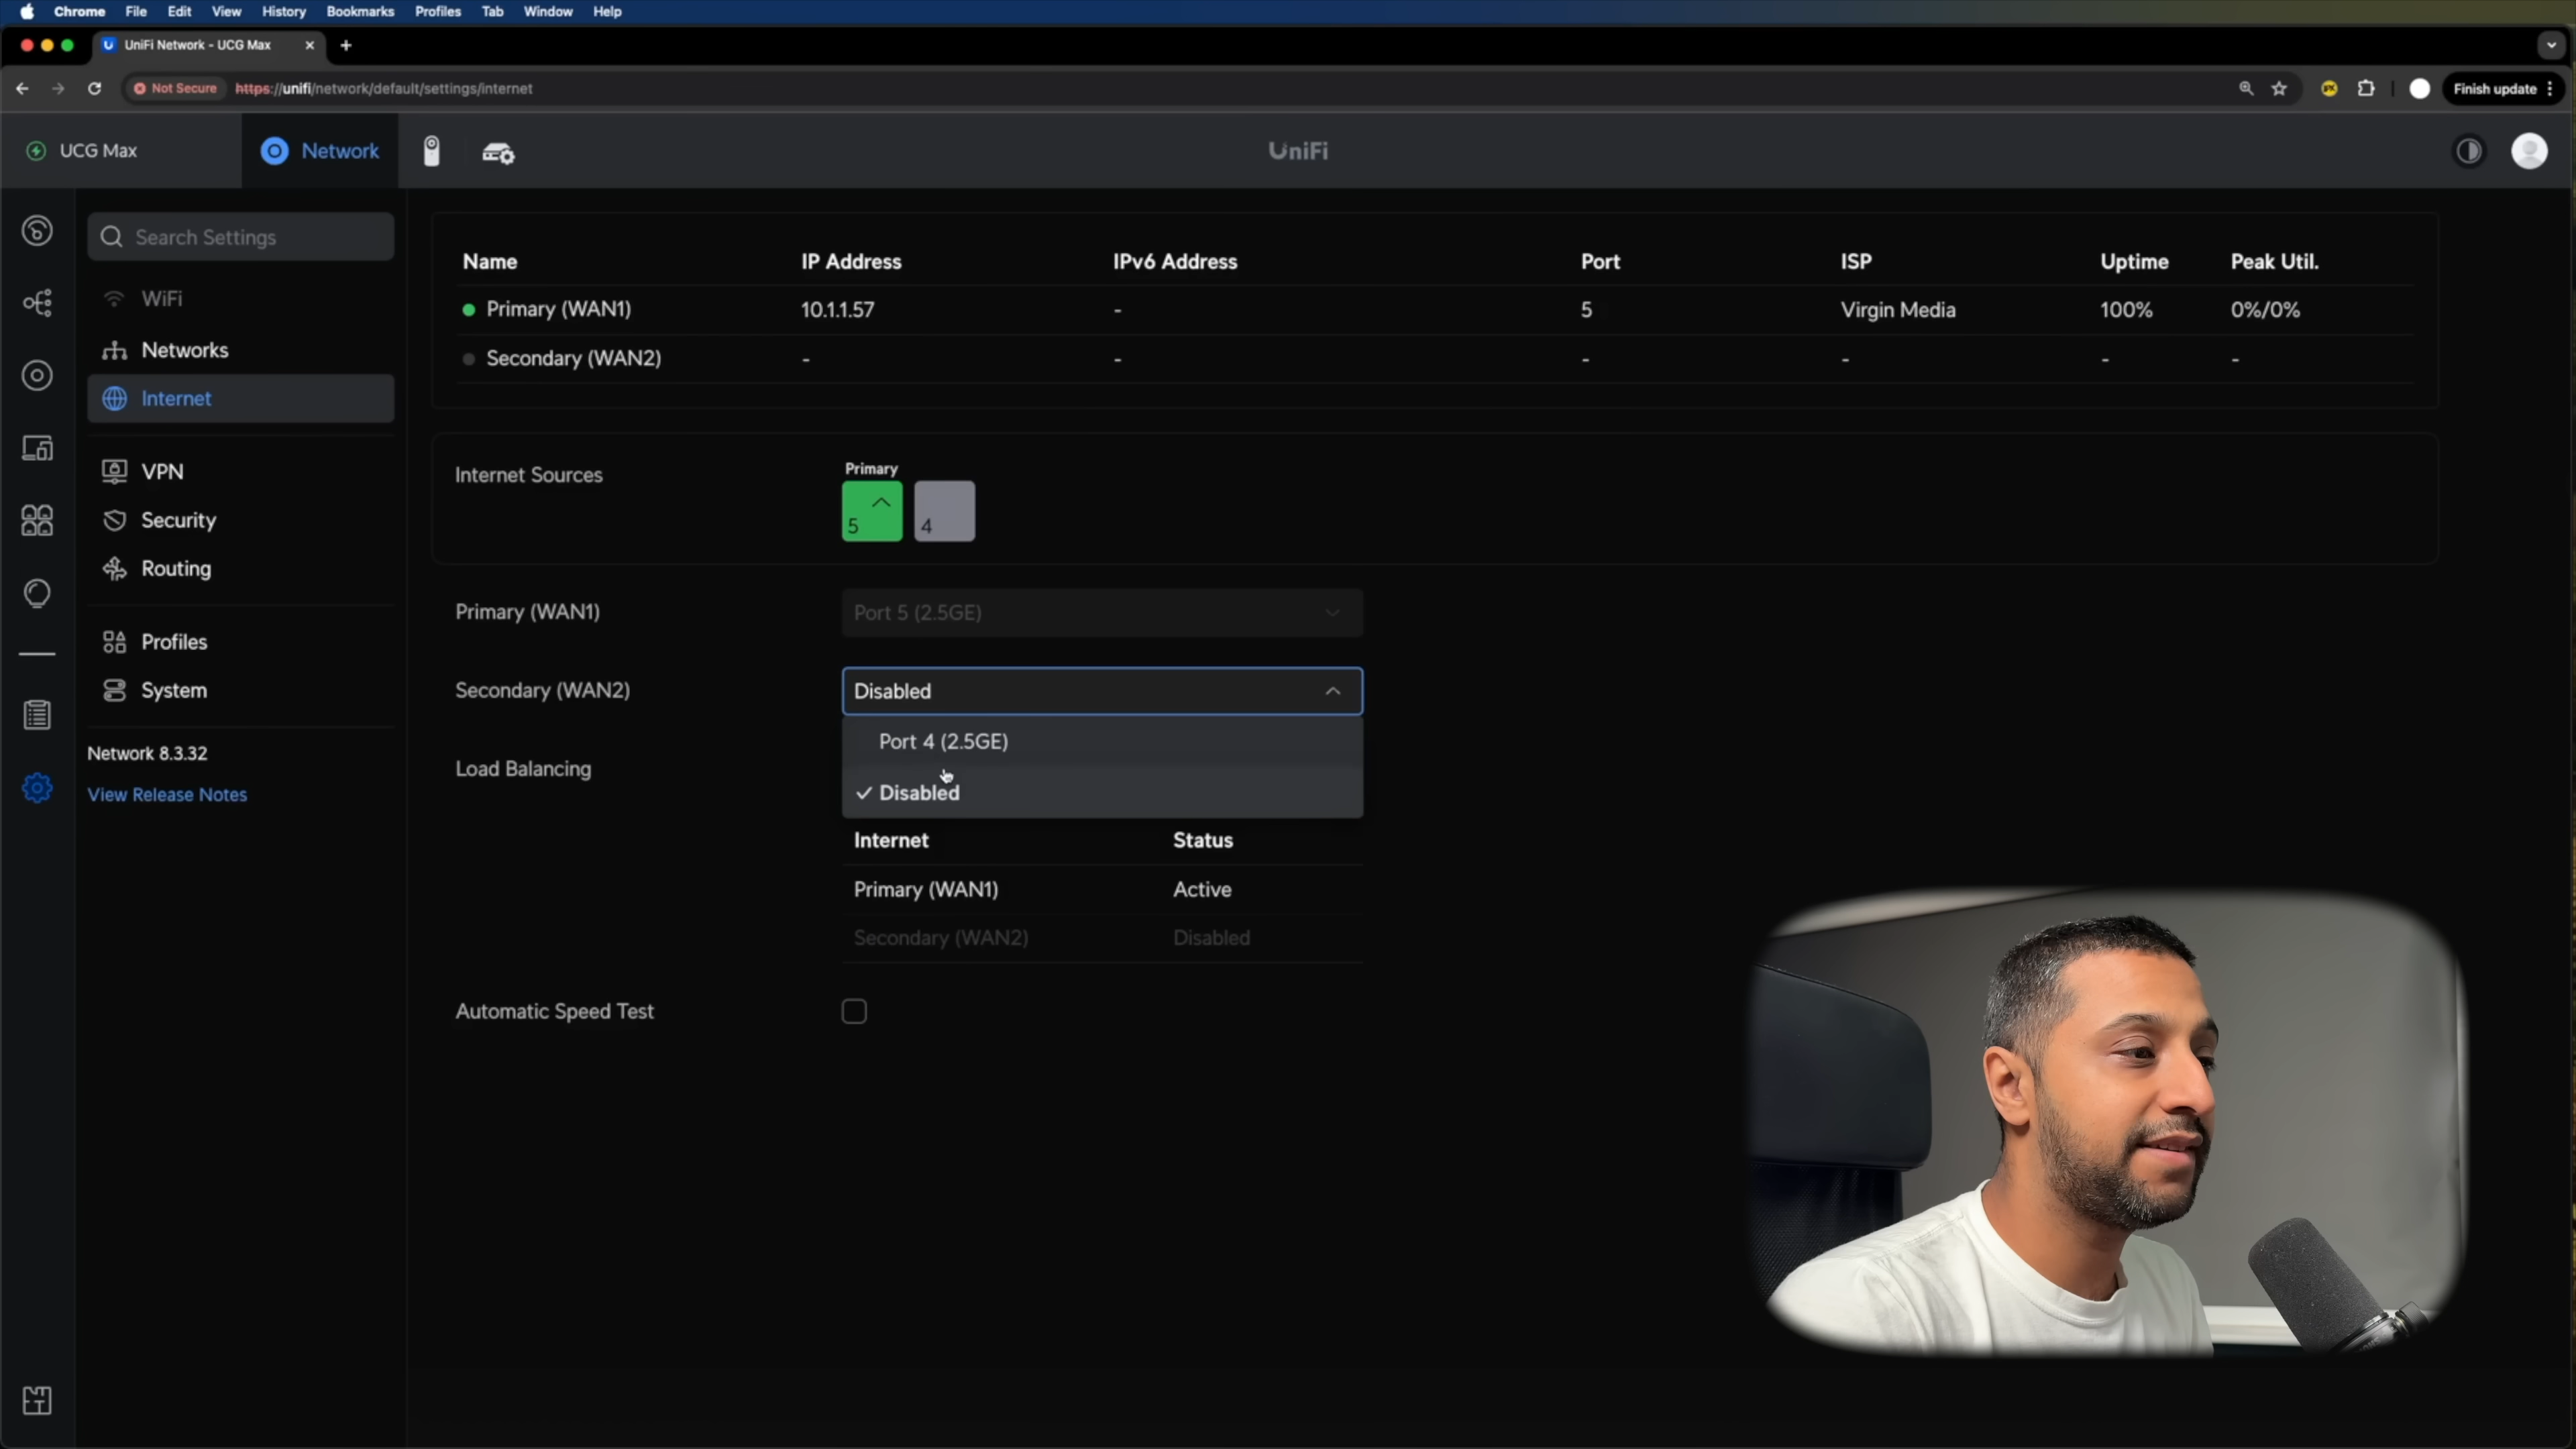 Chrome File Edit View History Bookmarks Profiles Tab Window Help
UniFi Network - UCG Max
Not Secure https://unifi/network/default/settings/internet
Finish update
UCG Max
Network
UniFi
Search Settings
WiFi
Networks
Internet
VPN
Security
Routing
Profiles
System
Network 8.3.32
View Release Notes
Name IP Address IPv6 Address Port ISP Uptime Peak Util.
Primary (WAN1) 10.1.1.57 - 5 Virgin Media 100% 0%/0%
Secondary (WAN2) - - - - - -
Internet Sources
Primary
5 4
Primary (WAN1) Port 5 (2.5GE)
Secondary (WAN2) Disabled
Port 4 (2.5GE)
Disabled
Load Balancing
Internet Status
Primary (WAN1) Active
Secondary (WAN2) Disabled
Automatic Speed Test